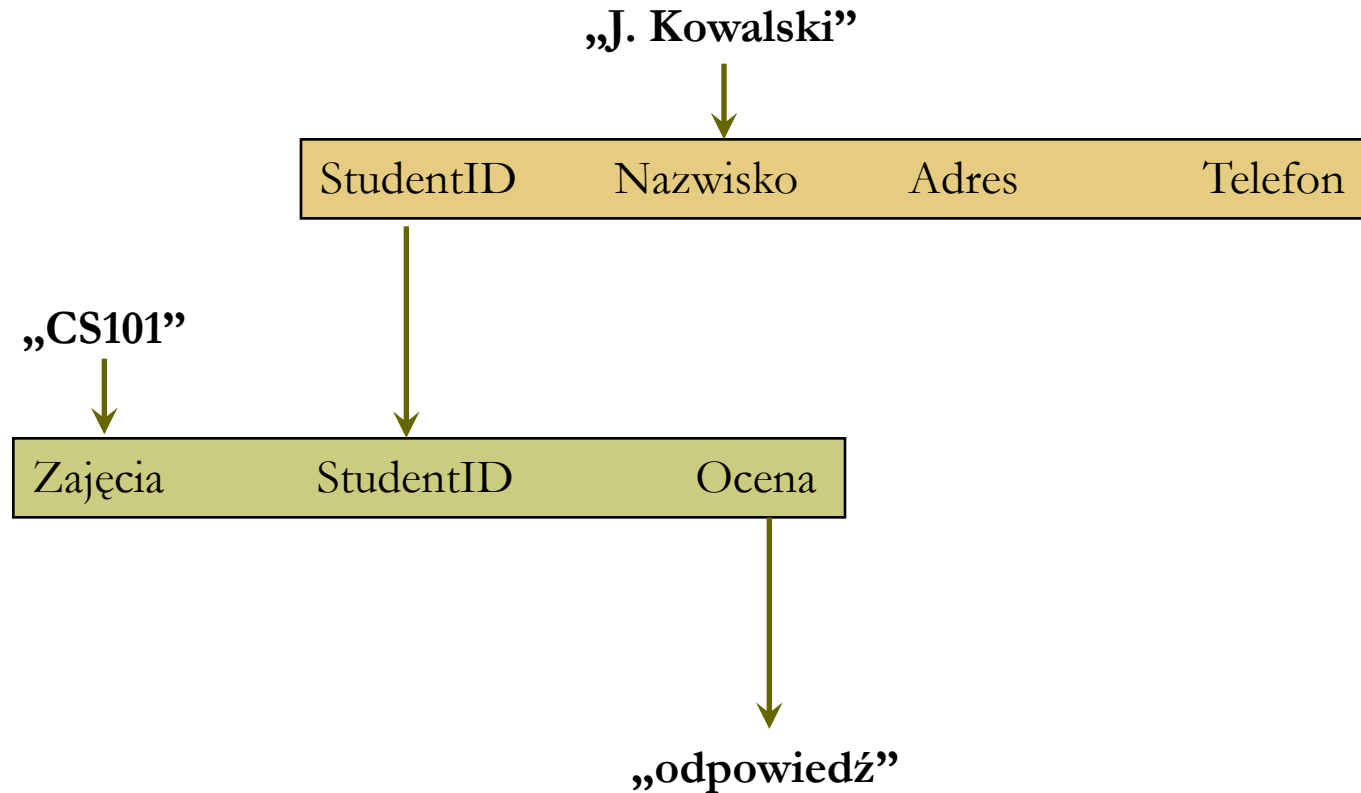 „J. Kowalski”
StudentID Nazwisko Adres Telefon
„CS101”
Zajęcia StudentID Ocena
„odpowiedź”